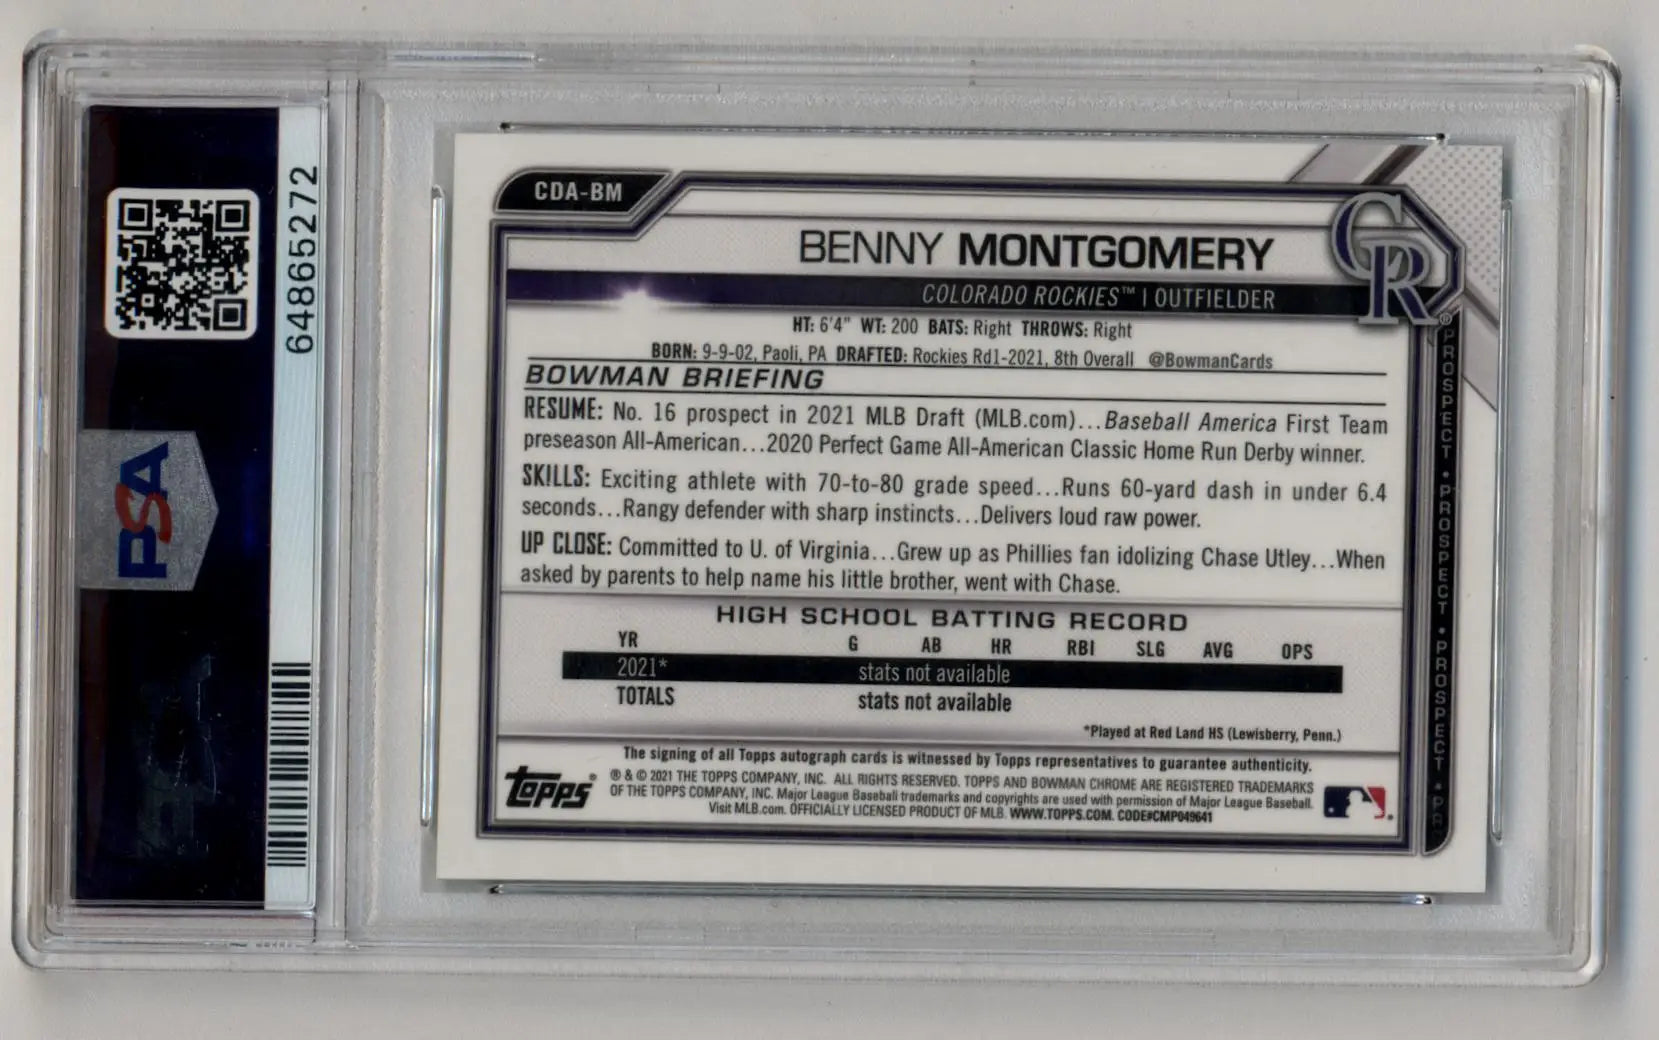 64865272
PSA
CDA-BM
BENNY MONTGOMERY
CR
COLORADO ROCKIES™ | OUTFIELDER
HT: 6'4" WT: 200 BATS: Right THROWS: Right
BORN: 9-9-02, Paoli, PA DRAFTED: Rockies Rd1-2021, 8th Overall @BowmanCards
BOWMAN BRIEFING
RESUME: No. 16 prospect in 2021 MLB Draft (MLB.com)...Baseball America First Team
preseason All-American...2020 Perfect Game All-American Classic Home Run Derby winner.
SKILLS: Exciting athlete with 70-to-80 grade speed...Runs 60-yard dash in under 6.4
seconds...Rangy defender with sharp instincts...Delivers loud raw power.
UP CLOSE: Committed to U. of Virginia...Grew up as Phillies fan idolizing Chase Utley...When
asked by parents to help name his little brother, went with Chase.
HIGH SCHOOL BATTING RECORD
YR G AB HR RBI SLG AVG OPS
2021* stats not available
TOTALS stats not available
*Played at Red Land HS (Lewisberry, Penn.)
The signing of all Topps autograph cards is witnessed by Topps representatives to guarantee authenticity.
Topps®
® & © 2021 THE TOPPS COMPANY, INC. ALL RIGHTS RESERVED. TOPPS AND BOWMAN CHROME ARE REGISTERED TRADEMARKS
OF THE TOPPS COMPANY, INC. Major League Baseball trademarks and copyrights are used with permission of Major League Baseball.
Visit MLB.com. OFFICIALLY LICENSED PRODUCT OF MLB. WWW.TOPPS.COM. CODE#CMP049641
PROSPECT • PROSPECT • PROSPECT • PR